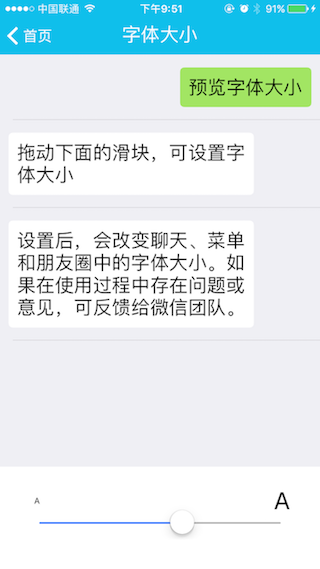 中国联通 下午9:51 91%
首页 字体大小
预览字体大小
拖动下面的滑块，可设置字
体大小
设置后，会改变聊天、菜单
和朋友圈中的字体大小。如
果在使用过程中存在问题或
意见，可反馈给微信团队。
A A